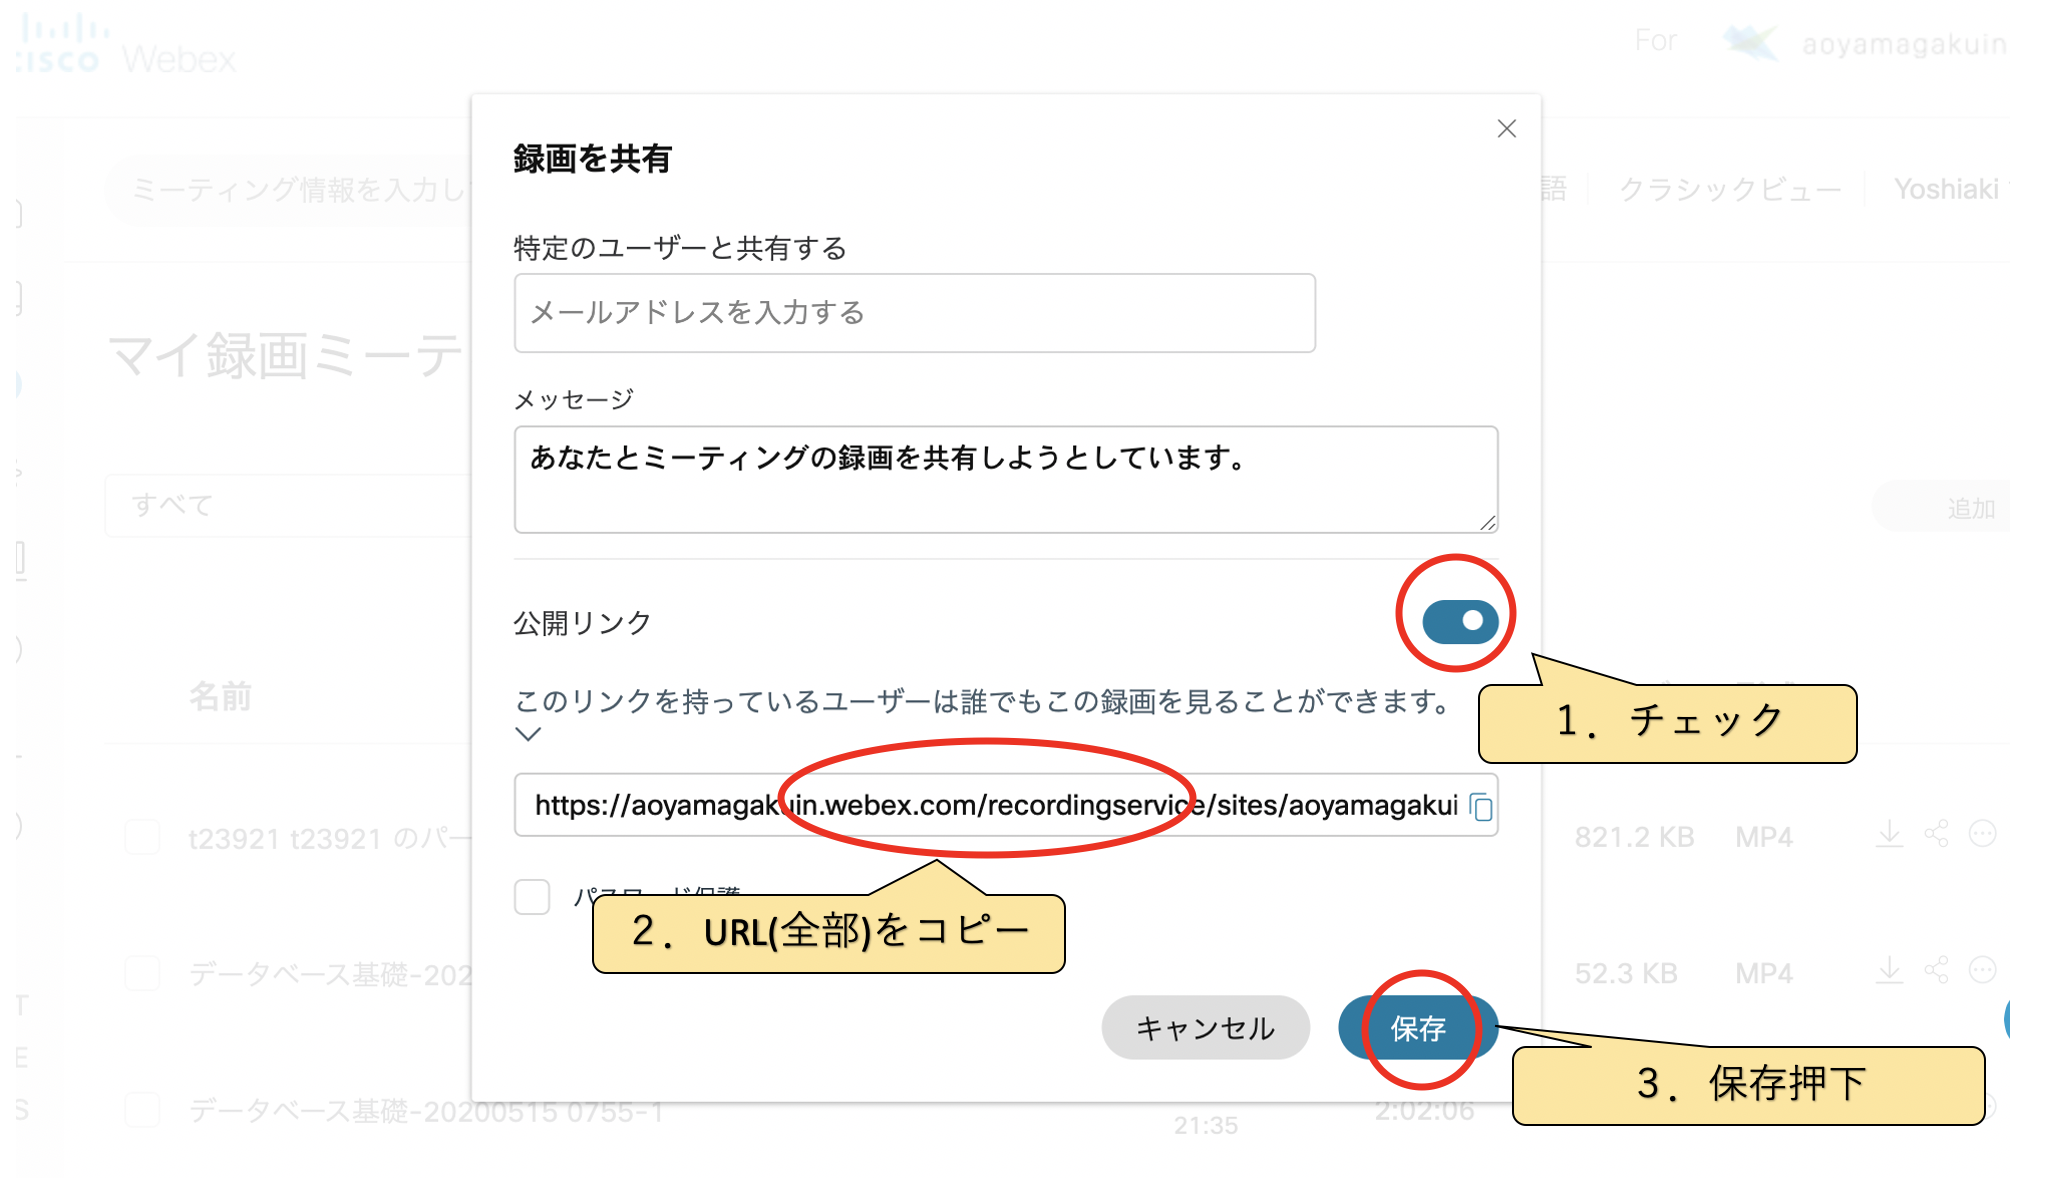 CISCO Webex
For aoyamagakuin
ミーティング情報を入力し
語 クラシックビュー Yoshiaki
録画を共有
特定のユーザーと共有する
メールアドレスを入力する
マイ録画ミーテ
メッセージ
あなたとミーティングの録画を共有しようとしています。
すべて
追加
公開リンク
このリンクを持っているユーザーは誰でもこの録画を見ることができます。
1. チェック
名前
https://aoyamagakuin.webex.com/recordingservice/sites/aoyamagakui
t23921 t23921 のパー
821.2 KB MP4
パスワード保護
2. URL(全部)をコピー
データベース基礎-202
52.3 KB MP4
キャンセル
保存
3. 保存押下
データベース基礎-20200515 0755-1
21:35
2:02:06
T
E
S